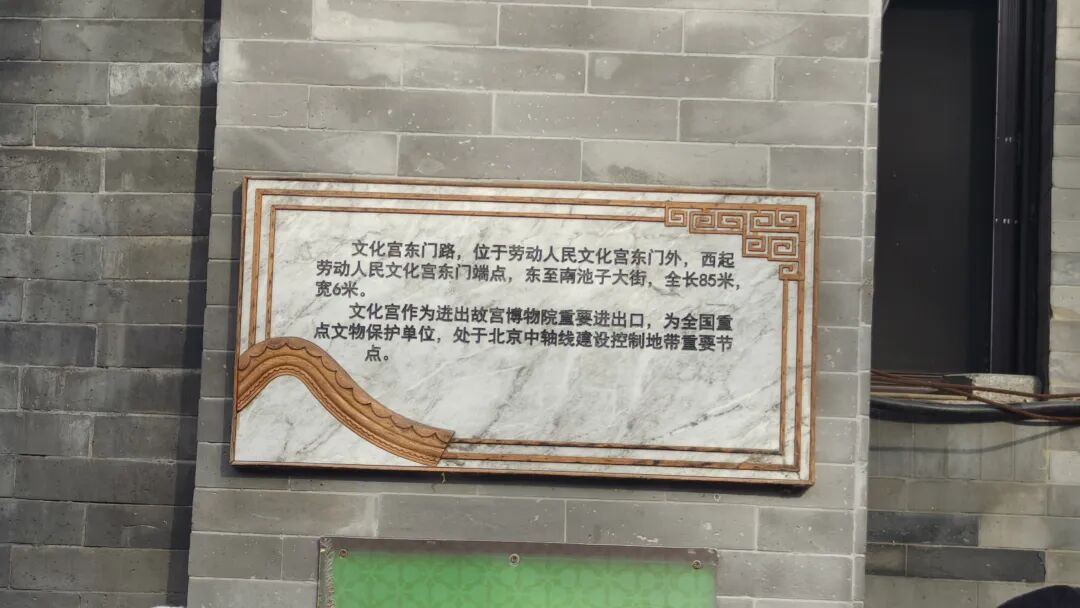 文化宫东门路，位于劳动人民文化宫东门外，西起
劳动人民文化宫东门端点，东至南池子大街，全长85米，
宽6米。
文化宫作为进出故宫博物院重要进出口，为全国重
点文物保护单位，处于北京中轴线建设控制地带重要节
点。